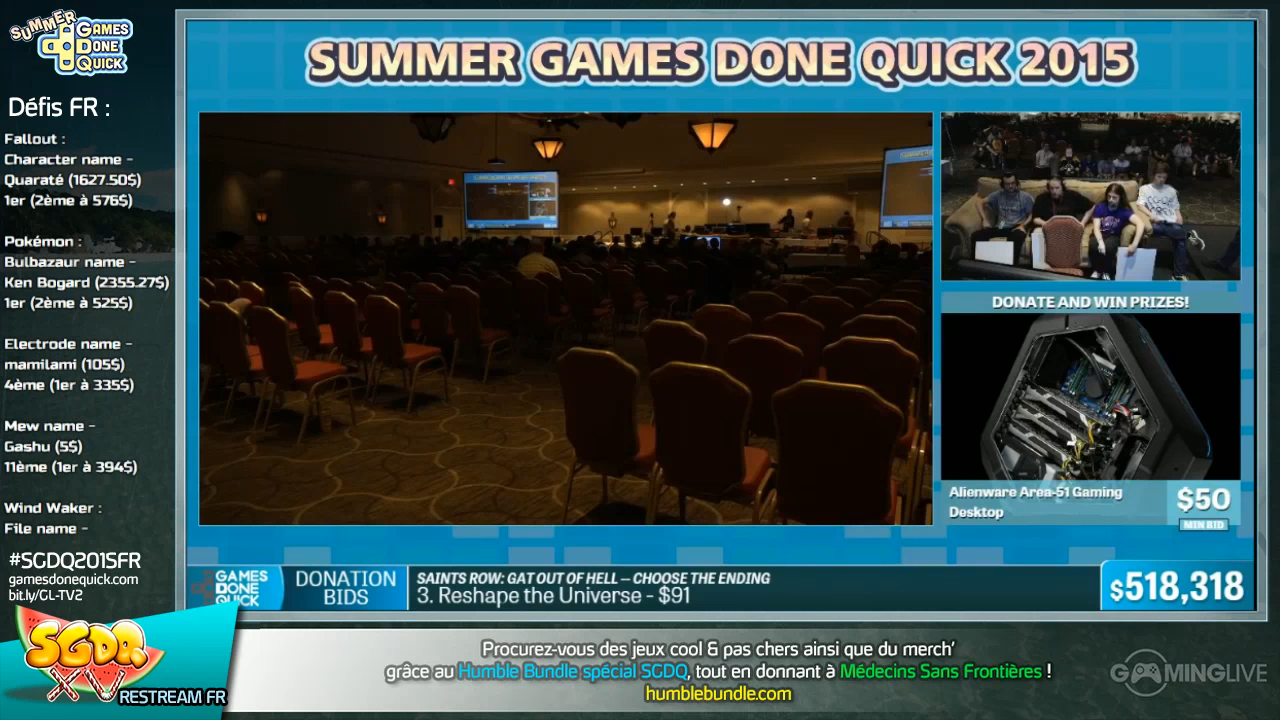 SUMMER
GAMES
DONE
QUICK
Défis FR :
Fallout :
Character name -
Quaraté (1627.50$)
1er (2ème à 576$)
Pokémon :
Bulbazaur name -
Ken Bogard (2355.27$)
1er (2ème à 525$)
Electrode name -
mamilami (105$)
4ème (1er à 335$)
Mew name -
Gashu (5$)
11ème (1er à 394$)
Wind Waker :
File name -
#SGDQ2015FR
gamesdonequick.com
bit.ly/GL-TV2
SGDQ
RESTREAM FR
SUMMER GAMES DONE QUICK 2015
DONATE AND WIN PRIZES!
Alienware Area-51 Gaming
Desktop
$50
MIN BID
GAMES
DONE
QUICK
DONATION
BIDS
SAINTS ROW: GAT OUT OF HELL -- CHOOSE THE ENDING
3. Reshape the Universe - $91
$518,318
Procurez-vous des jeux cool & pas chers ainsi que du merch'
grâce au Humble Bundle spécial SGDQ, tout en donnant à Médecins Sans Frontières !
humblebundle.com
GAMINGLIVE